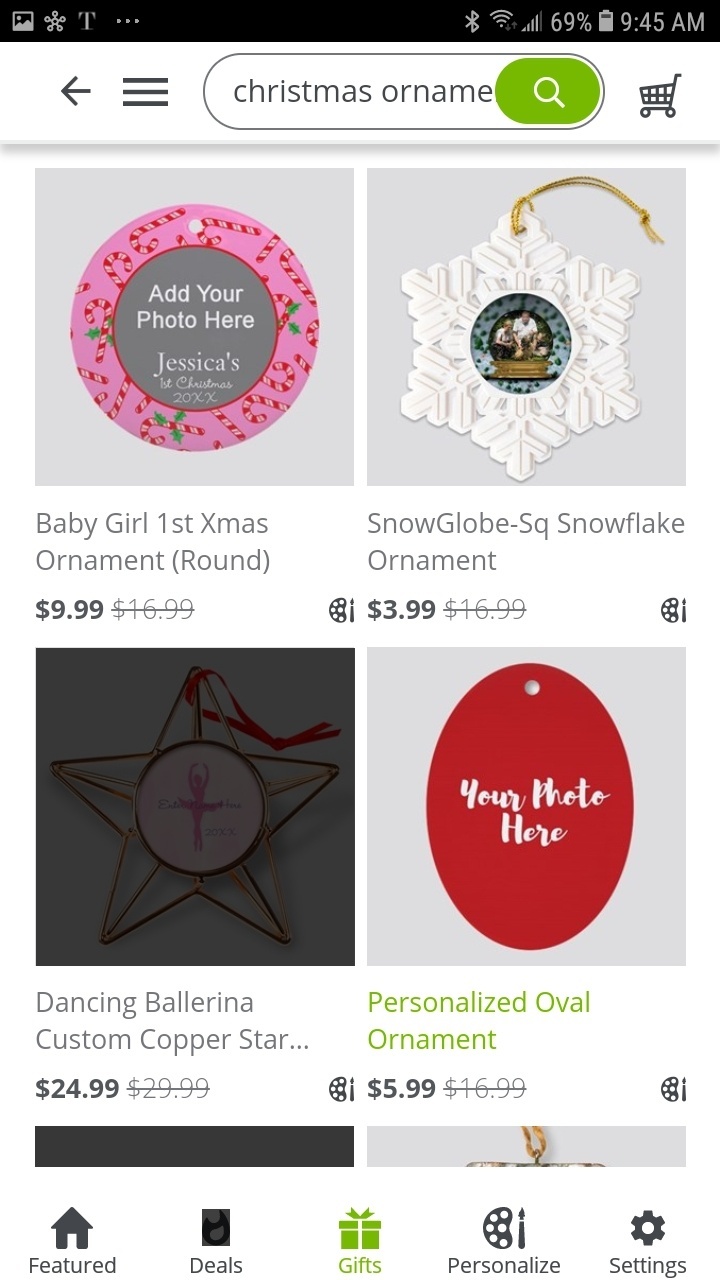 T ... 69% 9:45 AM
christmas orname
Add Your
Photo Here
Jessica's
1st Christmas
20XX
Baby Girl 1st Xmas
Ornament (Round)
$9.99 $16.99
SnowGlobe-Sq Snowflake
Ornament
$3.99 $16.99
Enter Name Here
20XX
Dancing Ballerina
Custom Copper Star...
$24.99 $29.99
Your Photo
Here
Personalized Oval
Ornament
$5.99 $16.99
Featured
Deals
Gifts
Personalize
Settings